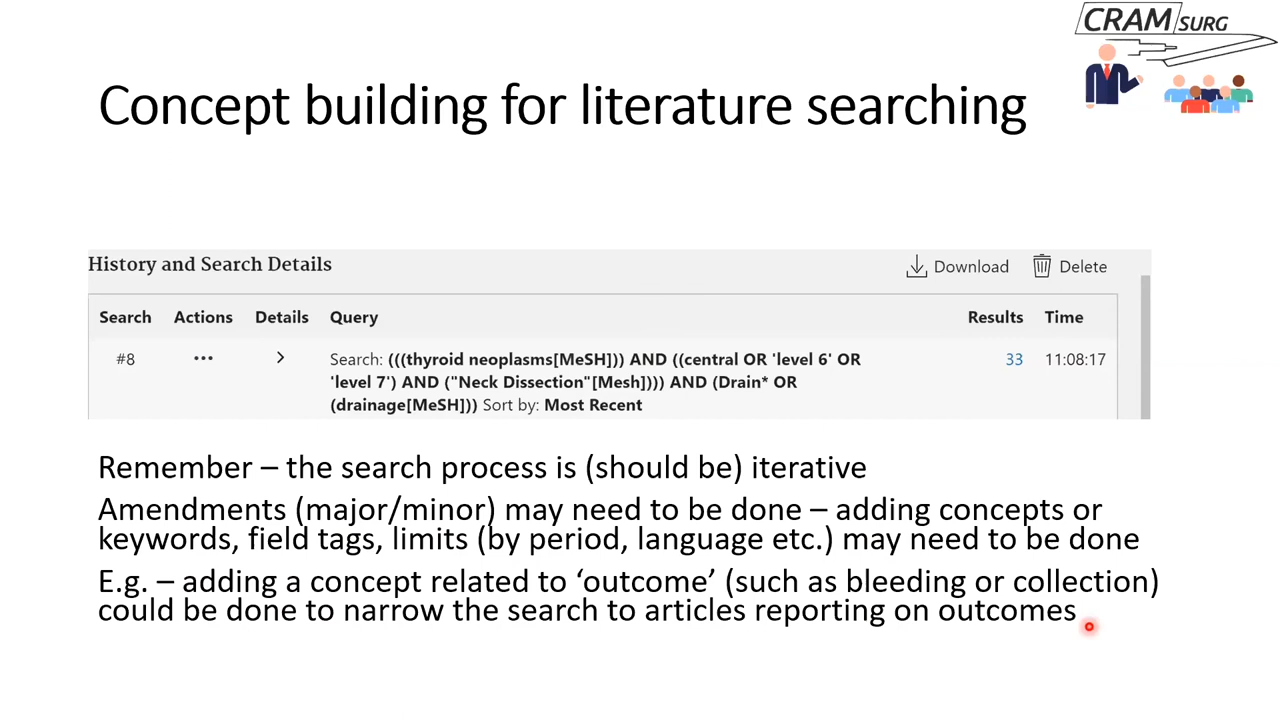 CRAM SURG
Concept building for literature searching
History and Search Details
Download
Delete
Search Actions Details Query Results Time
#8 ••• > Search: (((thyroid neoplasms[MeSH])) AND ((central OR 'level 6' OR 33 11:08:17
'level 7') AND ("Neck Dissection"[Mesh]))) AND (Drain* OR
(drainage[MeSH])) Sort by: Most Recent
Remember – the search process is (should be) iterative
Amendments (major/minor) may need to be done – adding concepts or
keywords, field tags, limits (by period, language etc.) may need to be done
E.g. – adding a concept related to ‘outcome’ (such as bleeding or collection)
could be done to narrow the search to articles reporting on outcomes